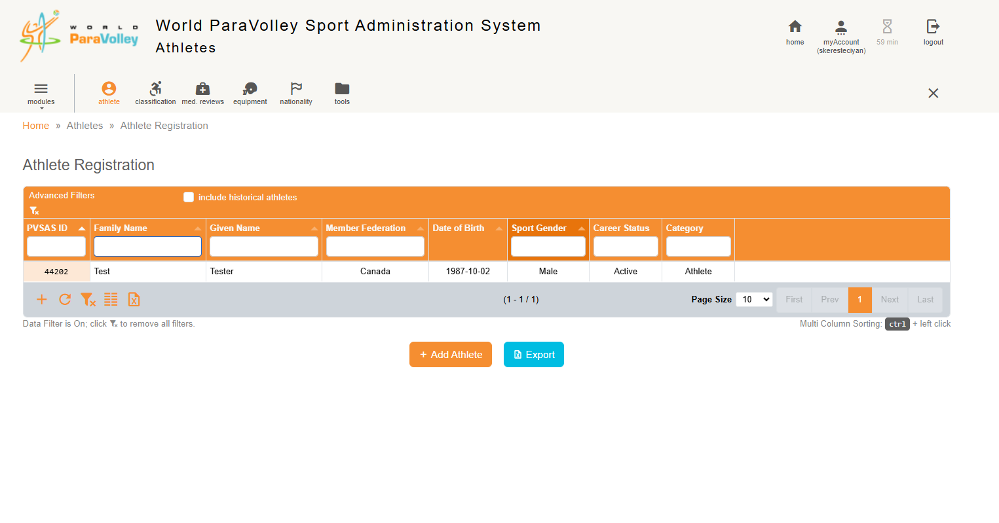 WORLD
ParaVolley
World ParaVolley Sport Administration System
Athletes
home
myAccount
(skeresteciyan)
59 min
logout
modules
athlete
classification
med. reviews
equipment
nationality
tools
Home » Athletes » Athlete Registration
Athlete Registration
Advanced Filters
include historical athletes
PVSAS ID Family Name Given Name Member Federation Date of Birth Sport Gender Career Status Category
44202 Test Tester Canada 1987-10-02 Male Active Athlete
(1 - 1 / 1) Page Size 10 First Prev 1 Next Last
Data Filter is On; click to remove all filters.
Multi Column Sorting: ctrl + left click
+ Add Athlete
Export